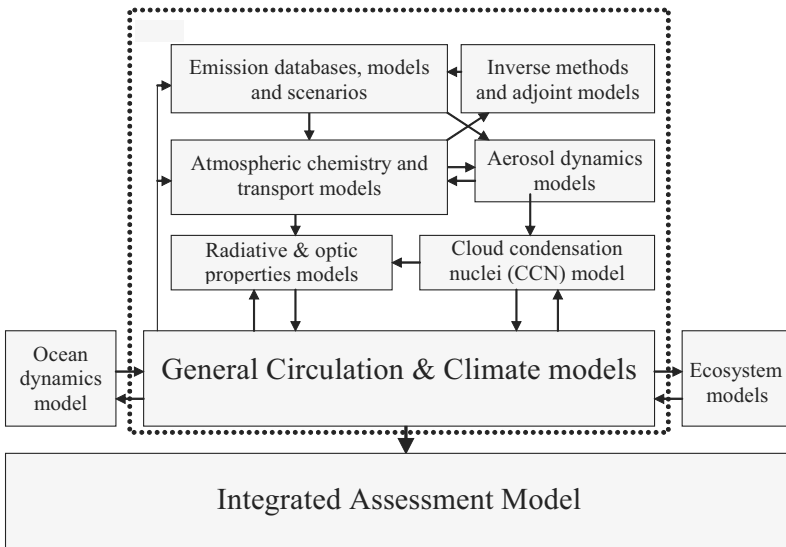 Emission databases, models
and scenarios
Inverse methods
and adjoint models
Atmospheric chemistry and
transport models
Aerosol dynamics
models
Radiative & optic
properties models
Cloud condensation
nuclei (CCN) model
Ocean
dynamics
model
General Circulation & Climate models
Ecosystem
models
Integrated Assessment Model